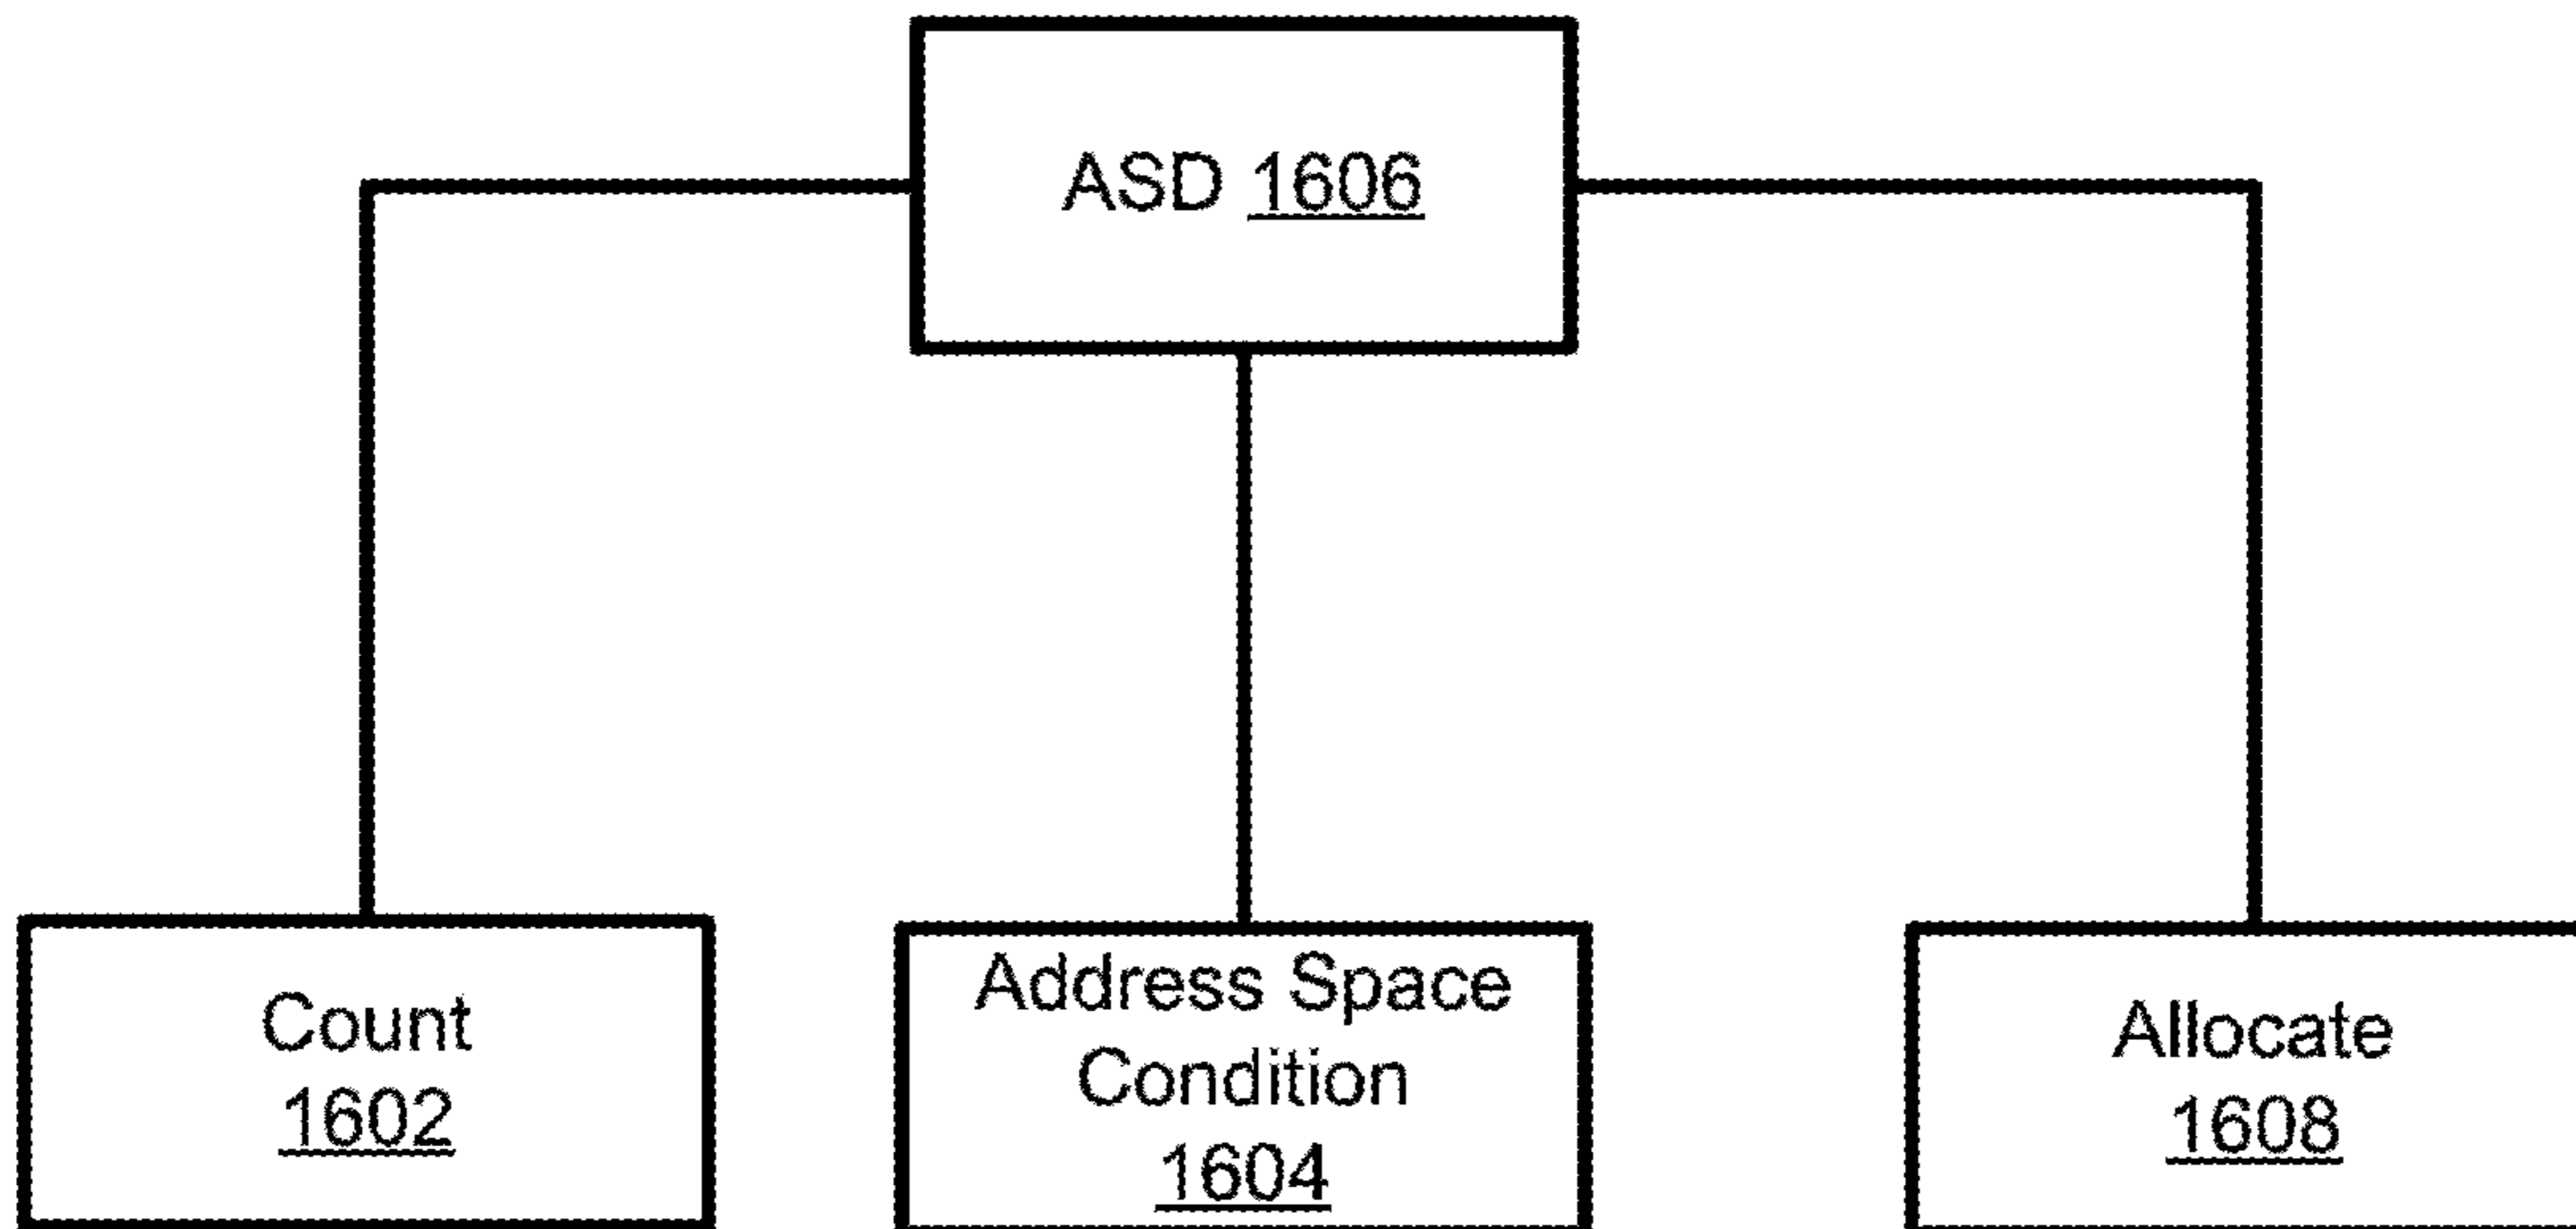 ASD 1606
Count
1602
Address Space
Condition
1604
Allocate
1608